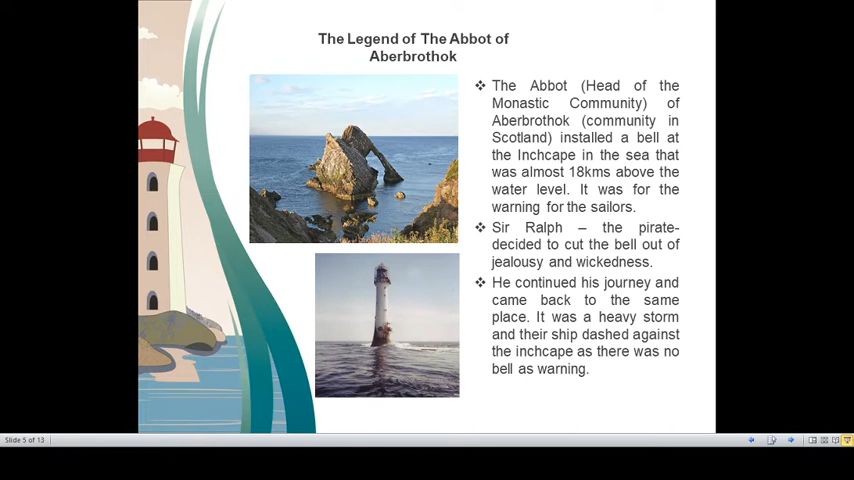 The Legend of The Abbot of
Aberbrothok
❖ The Abbot (Head of the
Monastic Community) of
Aberbrothok (community in
Scotland) installed a bell at
the Inchcape in the sea that
was almost 18kms above the
water level. It was for the
warning for the sailors.
❖ Sir Ralph – the pirate-
decided to cut the bell out of
jealousy and wickedness.
❖ He continued his journey and
came back to the same
place. It was a heavy storm
and their ship dashed against
the inchcape as there was no
bell as warning.
Slide 5 of 13